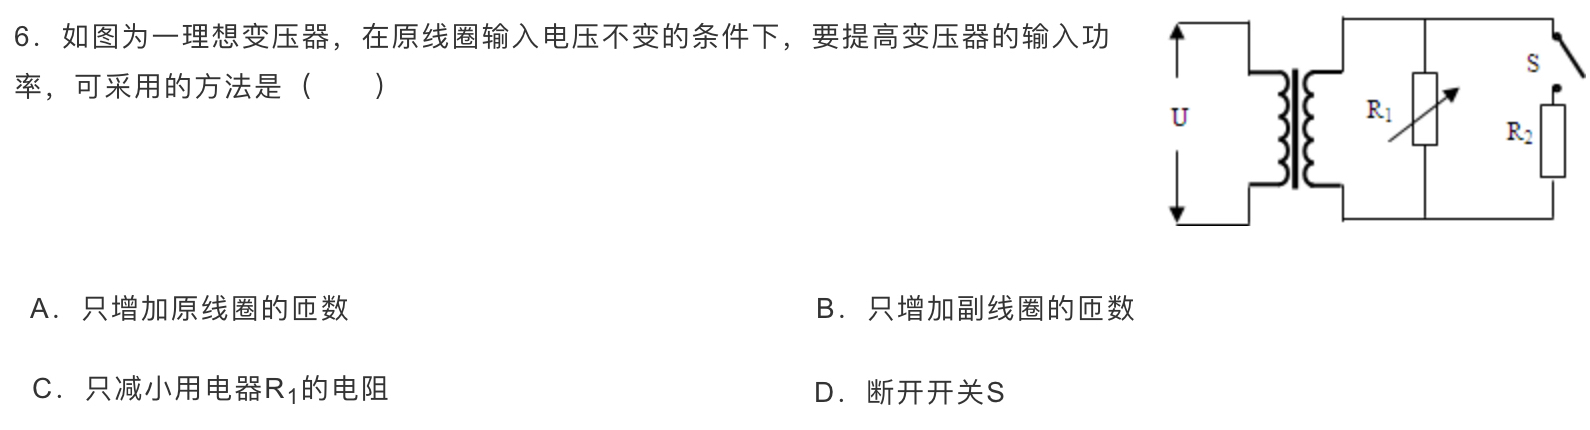 6．如图为一理想变压器，在原线圈输入电压不变的条件下，要提高变压器的输入功
率，可采用的方法是（　　）
U
R₁
S
R₂
A．只增加原线圈的匝数
B．只增加副线圈的匝数
C．只减小用电器R₁的电阻
D．断开开关S